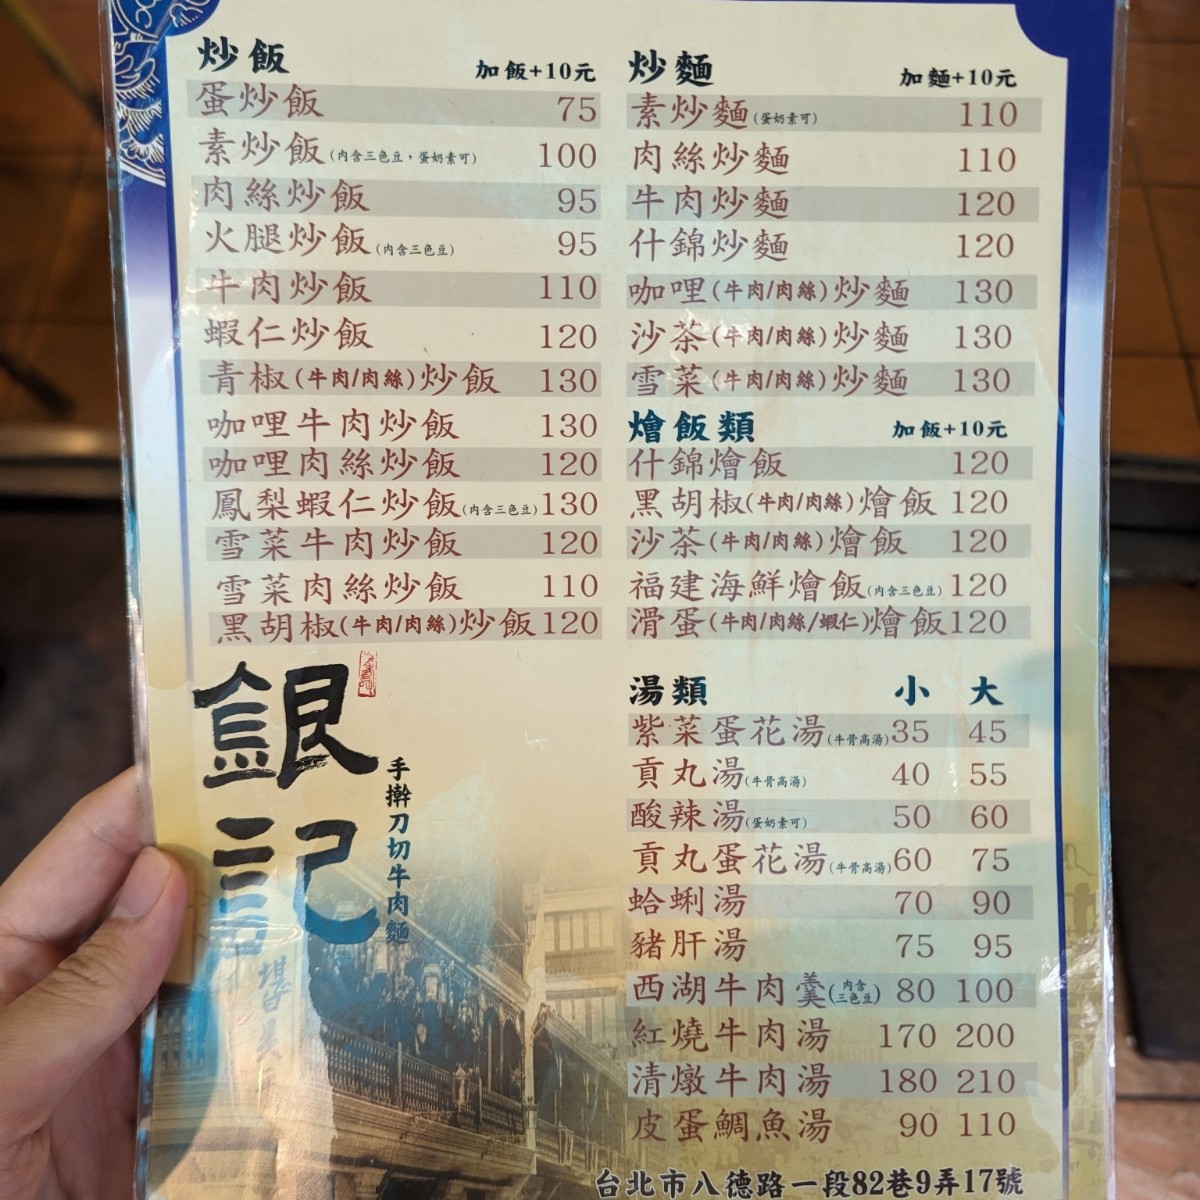 炒飯 加飯+10元
蛋炒飯 75
素炒飯(內含三色豆，蛋奶素可) 100
肉絲炒飯 95
火腿炒飯(內含三色豆) 95
牛肉炒飯 110
蝦仁炒飯 120
青椒(牛肉/肉絲)炒飯 130
咖哩牛肉炒飯 130
咖哩肉絲炒飯 120
鳳梨蝦仁炒飯(內含三色豆) 130
雪菜牛肉炒飯 120
雪菜肉絲炒飯 110
黑胡椒(牛肉/肉絲)炒飯 120
炒麵 加麵+10元
素炒麵(蛋奶素可) 110
肉絲炒麵 110
牛肉炒麵 120
什錦炒麵 120
咖哩(牛肉/肉絲)炒麵 130
沙茶(牛肉/肉絲)炒麵 130
雪菜(牛肉/肉絲)炒麵 130
燴飯類 加飯+10元
什錦燴飯 120
黑胡椒(牛肉/肉絲)燴飯 120
沙茶(牛肉/肉絲)燴飯 120
福建海鮮燴飯(內含三色豆) 120
滑蛋(牛肉/肉絲/蝦仁)燴飯 120
銀記
手擀刀切牛肉麵
湯類 小 大
紫菜蛋花湯(牛骨高湯) 35 45
貢丸湯(牛骨高湯) 40 55
酸辣湯(蛋奶素可) 50 60
貢丸蛋花湯(牛骨高湯) 60 75
蛤蜊湯 70 90
豬肝湯 75 95
西湖牛肉羹(內含三色豆) 80 100
紅燒牛肉湯 170 200
清燉牛肉湯 180 210
皮蛋鯛魚湯 90 110
台北市八德路一段82巷9弄17號